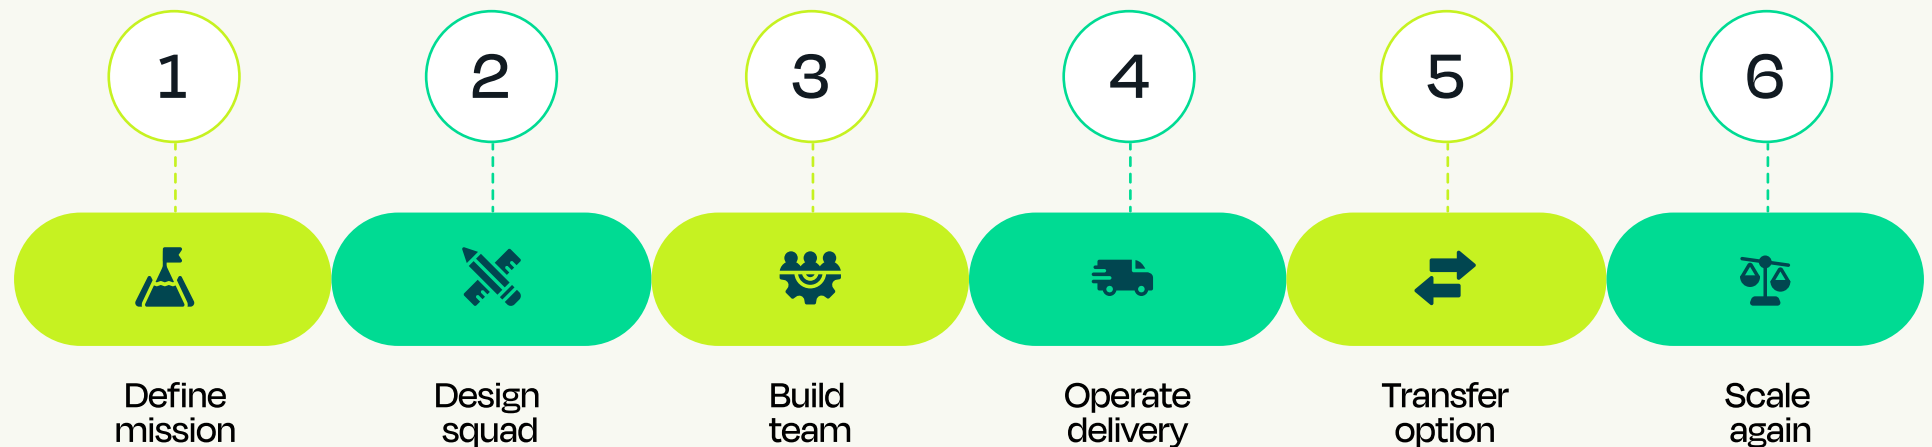 1
2
3
4
5
6
Define
mission
Design
squad
Build
team
Operate
delivery
Transfer
option
Scale
again